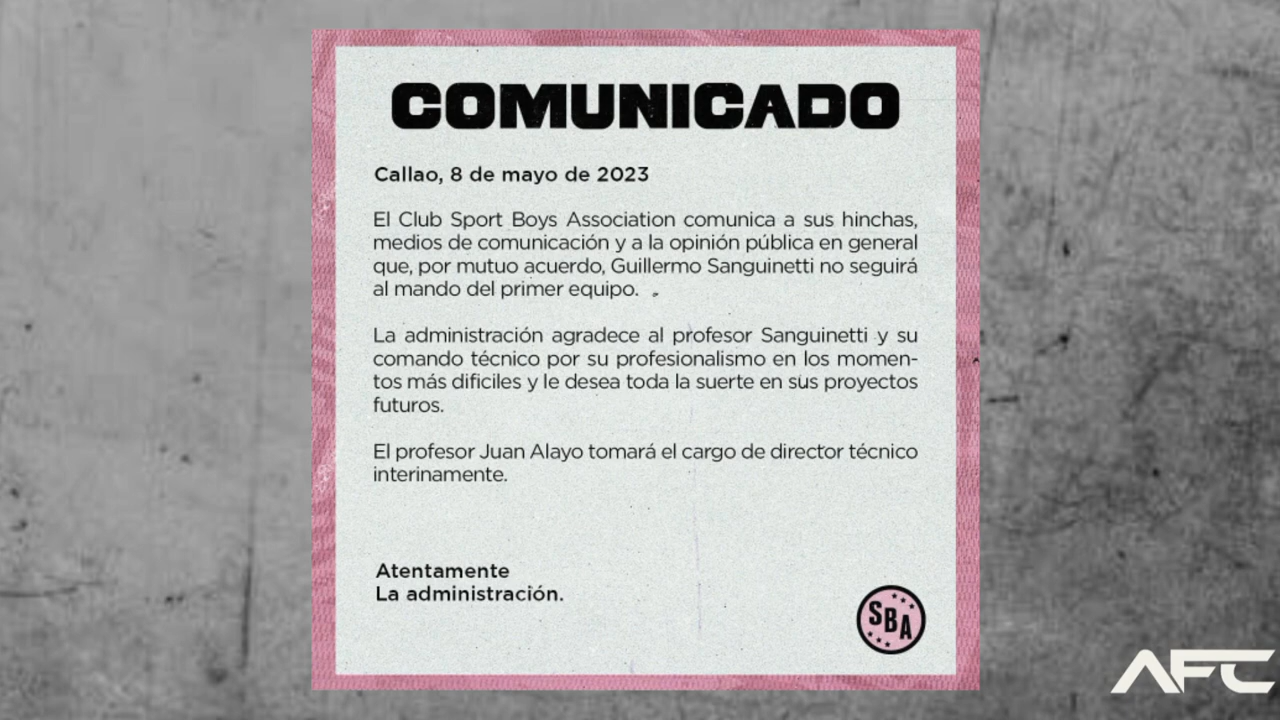 COMUNICADO
Callao, 8 de mayo de 2023
El Club Sport Boys Association comunica a sus hinchas,
medios de comunicación y a la opinión pública en general
que, por mutuo acuerdo, Guillermo Sanguinetti no seguirá
al mando del primer equipo.
La administración agradece al profesor Sanguinetti y su
comando técnico por su profesionalismo en los momen-
tos más dificiles y le desea toda la suerte en sus proyectos
futuros.
El profesor Juan Alayo tomará el cargo de director técnico
interinamente.
Atentamente
La administración.
SBA
AFC